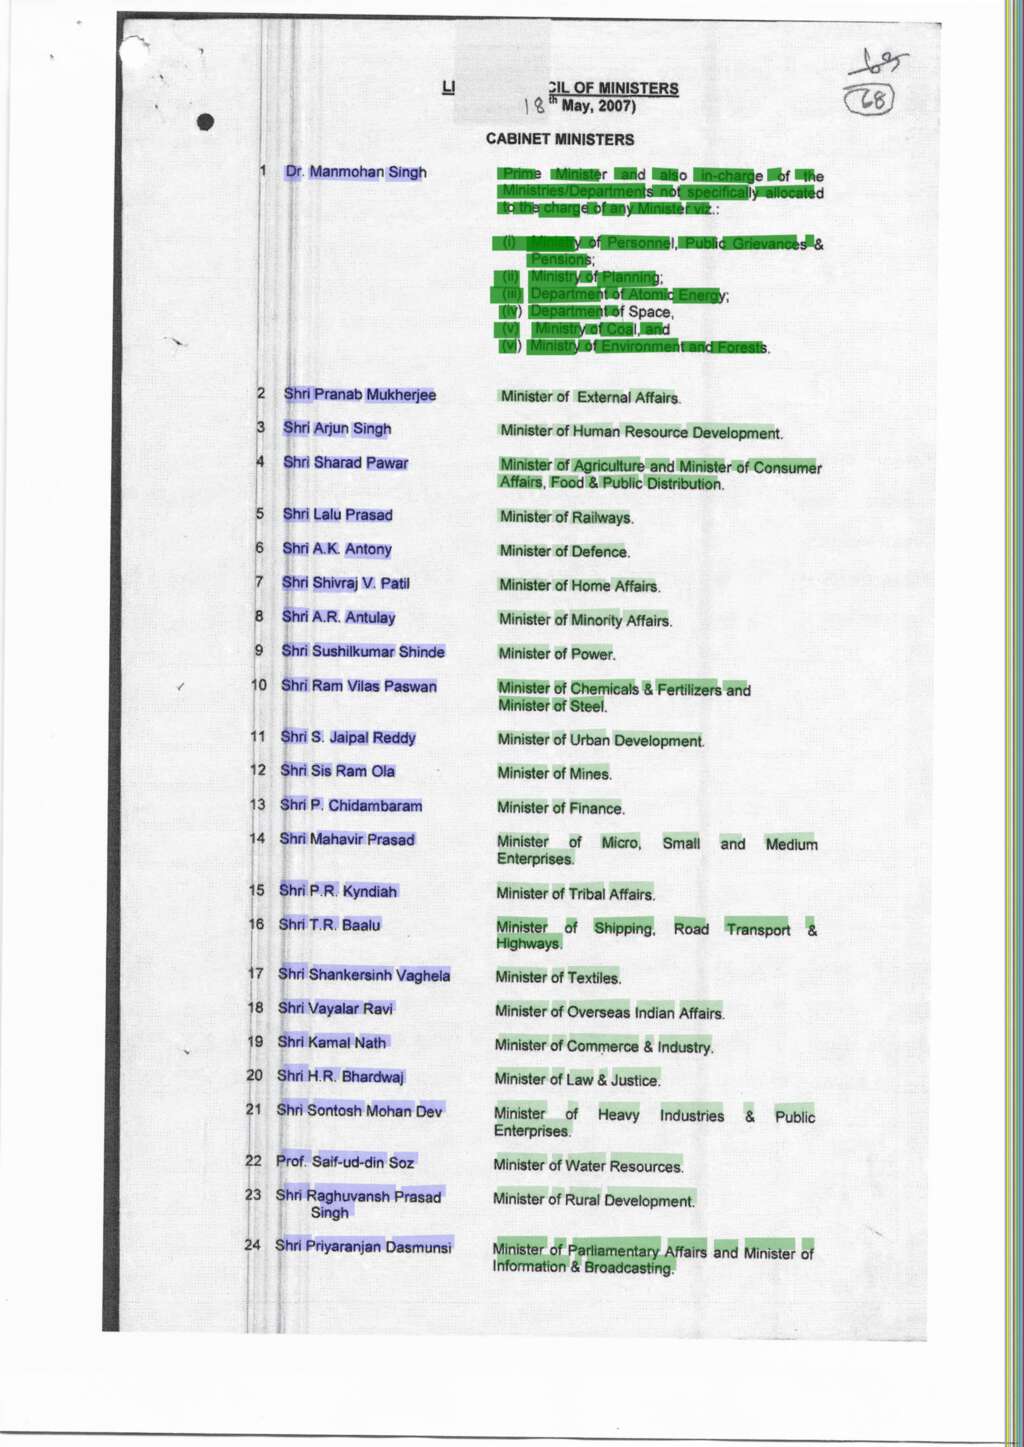 CIL OF MINISTERS
18th May, 2007)
68
CABINET MINISTERS
1 Dr. Manmohan Singh Prime Minister and also in-charge of the
Ministries/Departments not specifically allocated
to the charge of any Minister viz.:
(i) Ministry of Personnel, Public Grievances &
Pensions;
(ii) Ministry of Planning;
(iii) Department of Atomic Energy;
(iv) Department of Space,
(v) Ministry of Coal, and
(vi) Ministry of Environment and Forests.
2 Shri Pranab Mukherjee Minister of External Affairs.
3 Shri Arjun Singh Minister of Human Resource Development.
4 Shri Sharad Pawar Minister of Agriculture and Minister of Consumer
Affairs, Food & Public Distribution.
5 Shri Lalu Prasad Minister of Railways.
6 Shri A.K. Antony Minister of Defence.
7 Shri Shivraj V. Patil Minister of Home Affairs.
8 Shri A.R. Antulay Minister of Minority Affairs.
9 Shri Sushilkumar Shinde Minister of Power.
10 Shri Ram Vilas Paswan Minister of Chemicals & Fertilizers and
Minister of Steel.
11 Shri S. Jaipal Reddy Minister of Urban Development.
12 Shri Sis Ram Ola Minister of Mines.
13 Shri P. Chidambaram Minister of Finance.
14 Shri Mahavir Prasad Minister of Micro, Small and Medium
Enterprises.
15 Shri P.R. Kyndiah Minister of Tribal Affairs.
16 Shri T.R. Baalu Minister of Shipping, Road Transport &
Highways.
17 Shri Shankersinh Vaghela Minister of Textiles.
18 Shri Vayalar Ravi Minister of Overseas Indian Affairs.
19 Shri Kamal Nath Minister of Commerce & Industry.
20 Shri H.R. Bhardwaj Minister of Law & Justice.
21 Shri Sontosh Mohan Dev Minister of Heavy Industries & Public
Enterprises.
22 Prof. Saif-ud-din Soz Minister of Water Resources.
23 Shri Raghuvansh Prasad Minister of Rural Development.
Singh
24 Shri Priyaranjan Dasmunsi Minister of Parliamentary Affairs and Minister of
Information & Broadcasting.